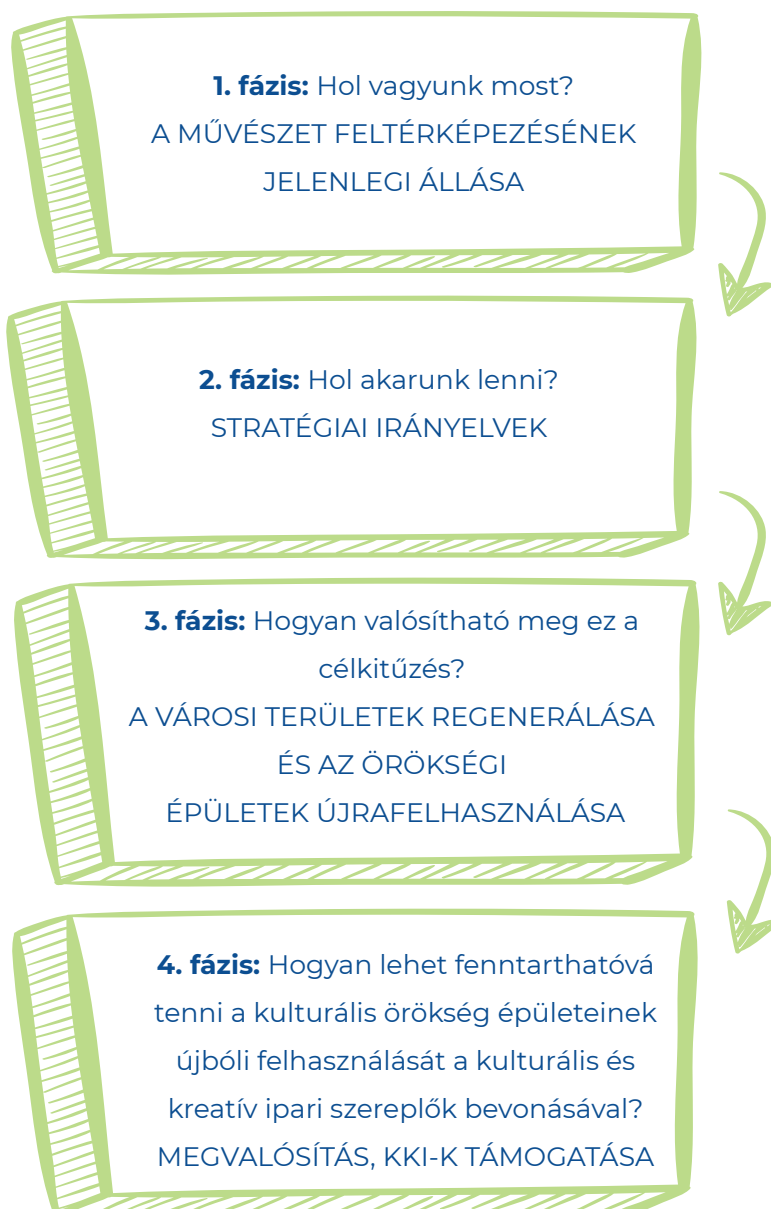 1. fázis: Hol vagyunk most?
A MŰVÉSZET FELTÉRKÉPEZÉSÉNEK
JELENLEGI ÁLLÁSA
2. fázis: Hol akarunk lenni?
STRATÉGIAI IRÁNYELVEK
3. fázis: Hogyan valósítható meg ez a
célkitűzés?
A VÁROSI TERÜLETEK REGENERÁLÁSA
ÉS AZ ÖRÖKSÉGI
ÉPÜLETEK ÚJRAFELHASZNÁLÁSA
4. fázis: Hogyan lehet fenntarthatóvá
tenni a kulturális örökség épületeinek
újbóli felhasználását a kulturális és
kreatív ipari szereplők bevonásával?
MEGVALÓSÍTÁS, KKI-K TÁMOGATÁSA